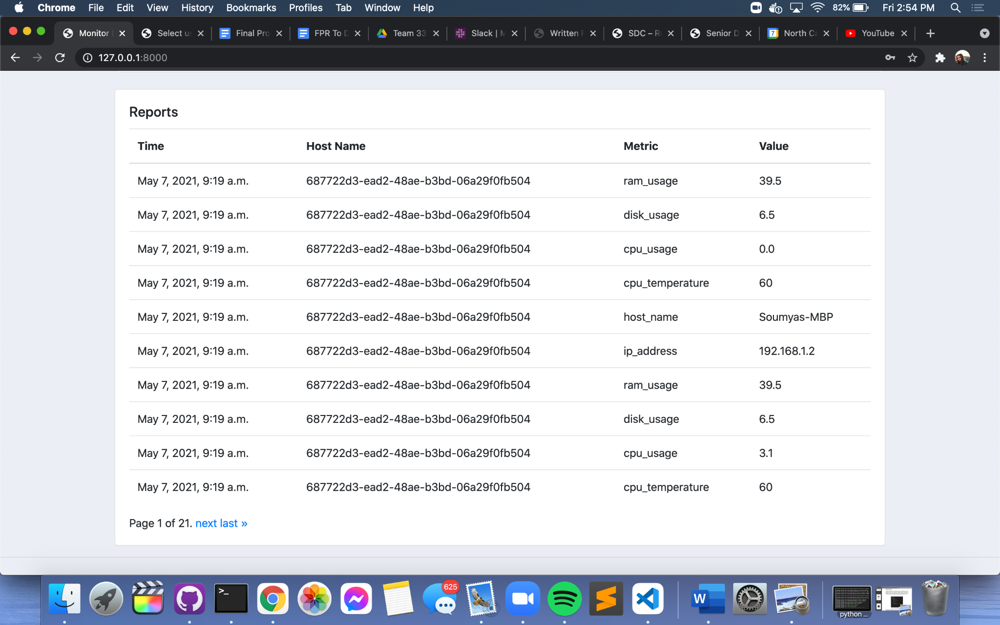 Chrome File Edit View History Bookmarks Profiles Tab Window Help 82% Fri 2:54 PM
Monitor Select u Final Pro FPR To D Team 33 Slack | M Written SDC – R Senior D 7 North Ca YouTube
127.0.0.1:8000
Reports
Time Host Name Metric Value
May 7, 2021, 9:19 a.m. 687722d3-ead2-48ae-b3bd-06a29f0fb504 ram_usage 39.5
May 7, 2021, 9:19 a.m. 687722d3-ead2-48ae-b3bd-06a29f0fb504 disk_usage 6.5
May 7, 2021, 9:19 a.m. 687722d3-ead2-48ae-b3bd-06a29f0fb504 cpu_usage 0.0
May 7, 2021, 9:19 a.m. 687722d3-ead2-48ae-b3bd-06a29f0fb504 cpu_temperature 60
May 7, 2021, 9:19 a.m. 687722d3-ead2-48ae-b3bd-06a29f0fb504 host_name Soumyas-MBP
May 7, 2021, 9:19 a.m. 687722d3-ead2-48ae-b3bd-06a29f0fb504 ip_address 192.168.1.2
May 7, 2021, 9:19 a.m. 687722d3-ead2-48ae-b3bd-06a29f0fb504 ram_usage 39.5
May 7, 2021, 9:19 a.m. 687722d3-ead2-48ae-b3bd-06a29f0fb504 disk_usage 6.5
May 7, 2021, 9:19 a.m. 687722d3-ead2-48ae-b3bd-06a29f0fb504 cpu_usage 3.1
May 7, 2021, 9:19 a.m. 687722d3-ead2-48ae-b3bd-06a29f0fb504 cpu_temperature 60
Page 1 of 21. next last »
625
>_
W
python ...